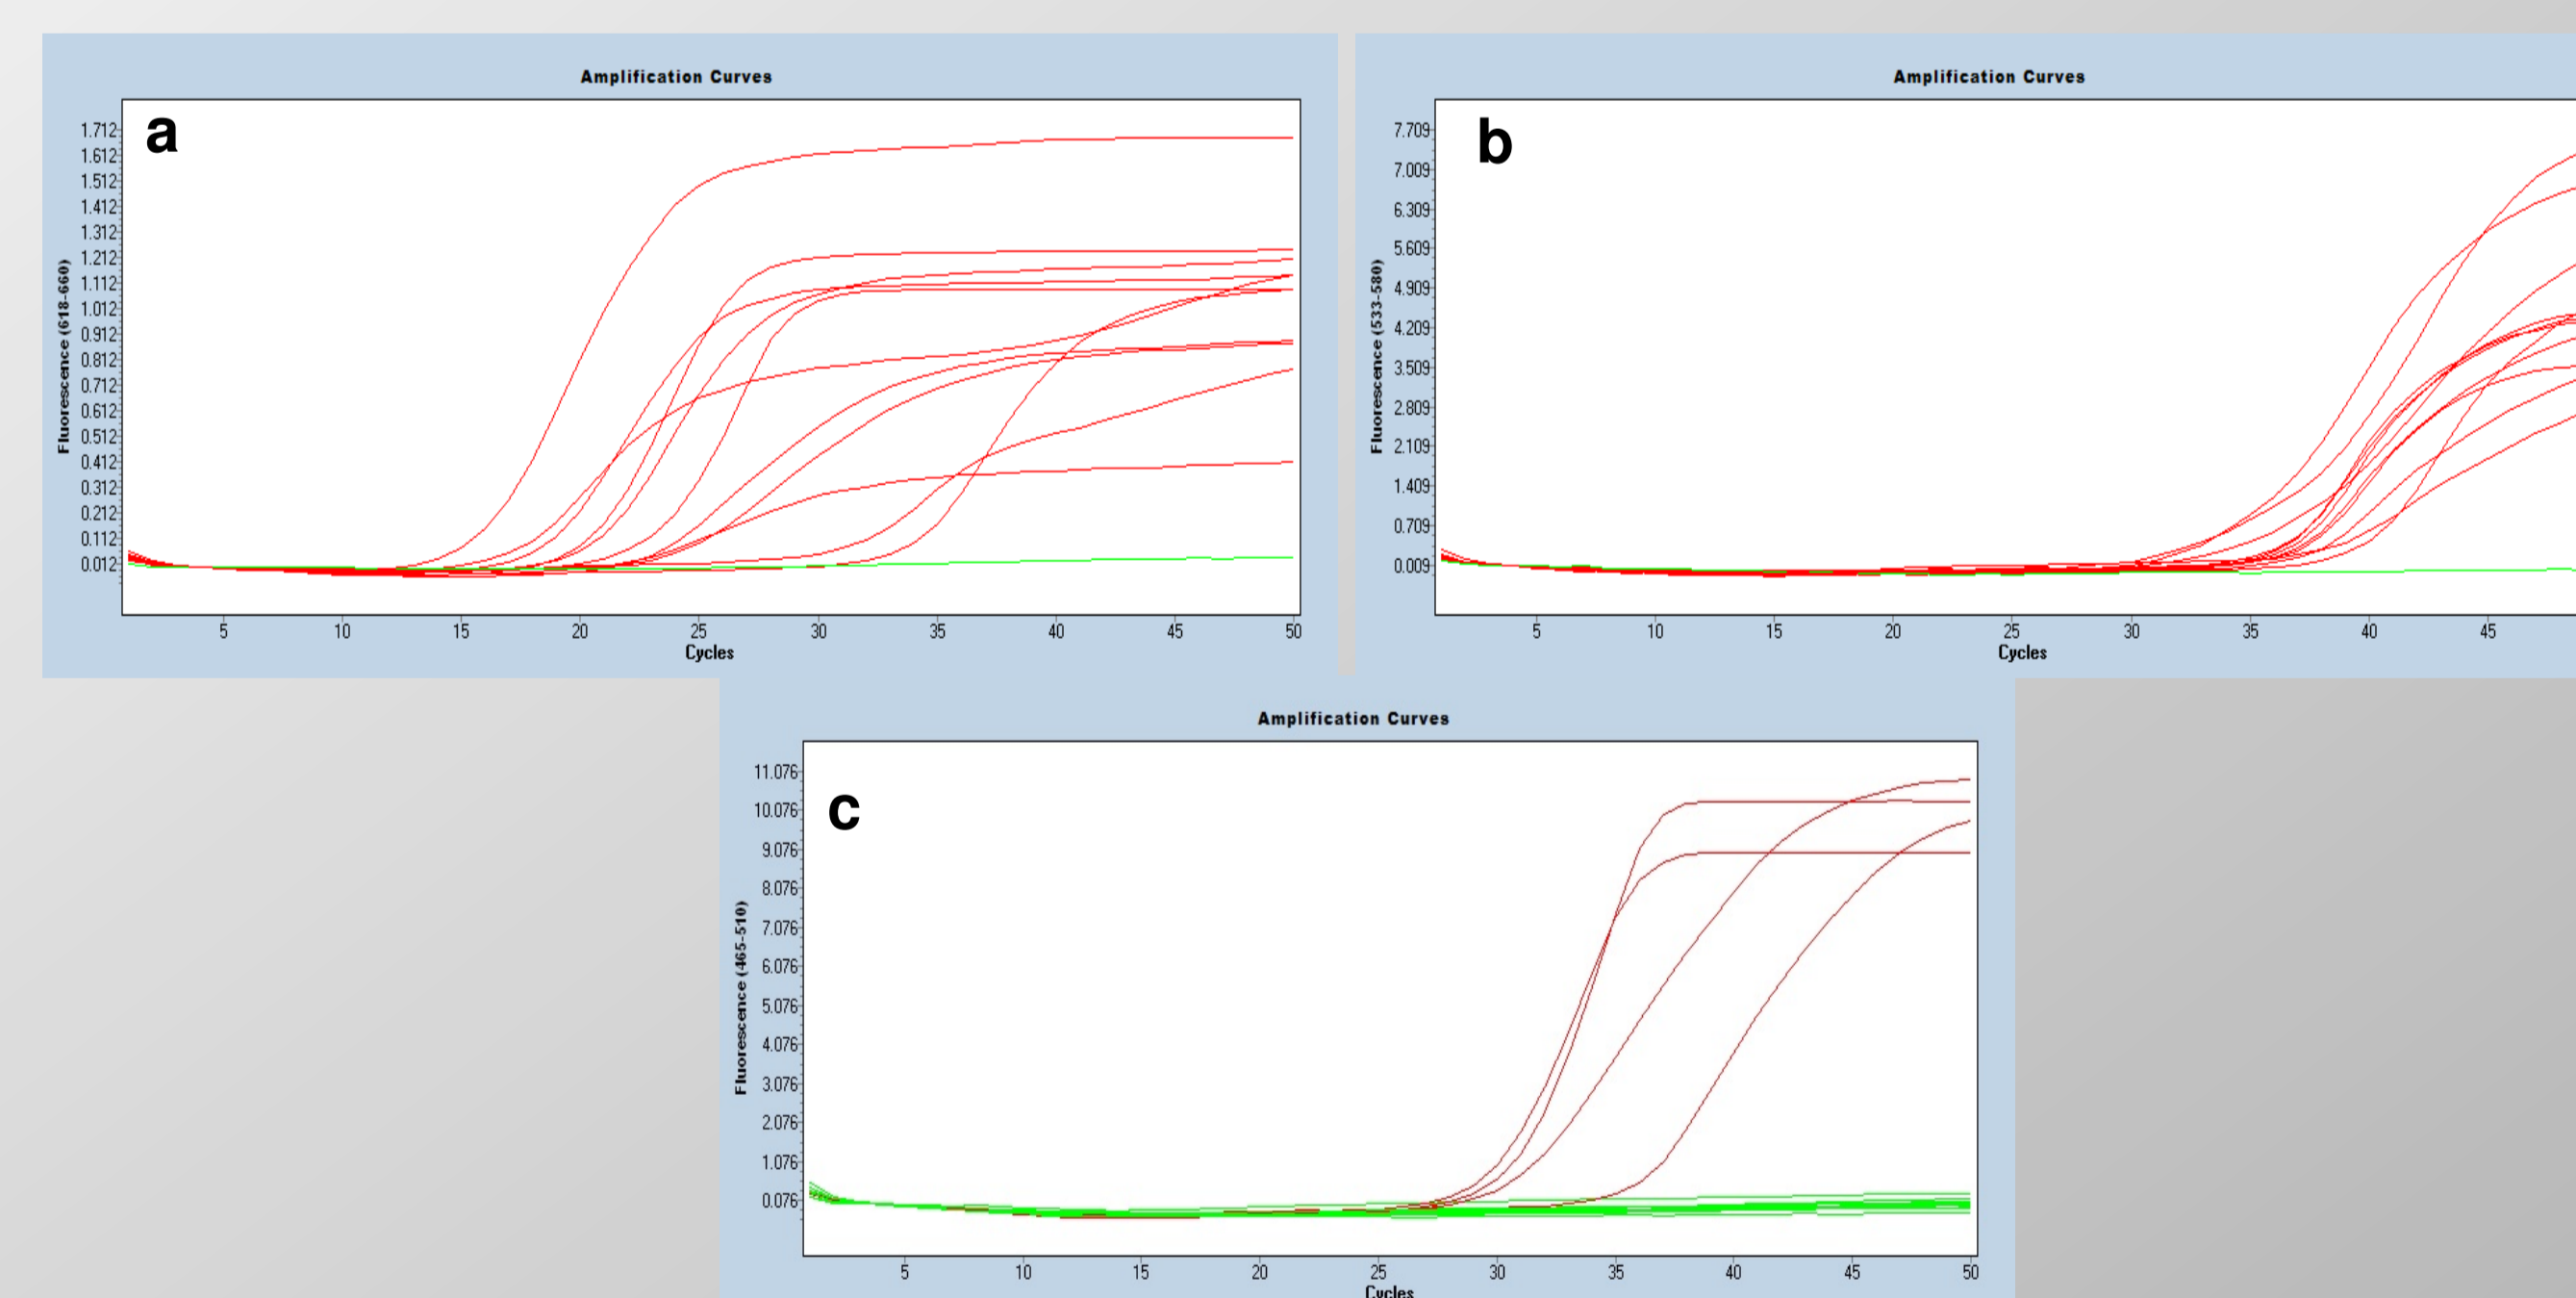 Amplification Curves
a
Fluorescence (618-660)
1.712
1.612
1.512
1.412
1.312
1.212
1.112
1.012
0.912
0.812
0.712
0.612
0.512
0.412
0.312
0.212
0.112
0.012
5 10 15 20 25 30 35 40 45 50
Cycles
Amplification Curves
b
Fluorescence (533-580)
7.709
7.009
6.309
5.609
4.909
4.209
3.509
2.809
2.109
1.409
0.709
0.009
5 10 15 20 25 30 35 40 45
Cycles
Amplification Curves
c
Fluorescence (465-510)
11.076
10.076
9.076
8.076
7.076
6.076
5.076
4.076
3.076
2.076
1.076
0.076
5 10 15 20 25 30 35 40 45 50
Cycles